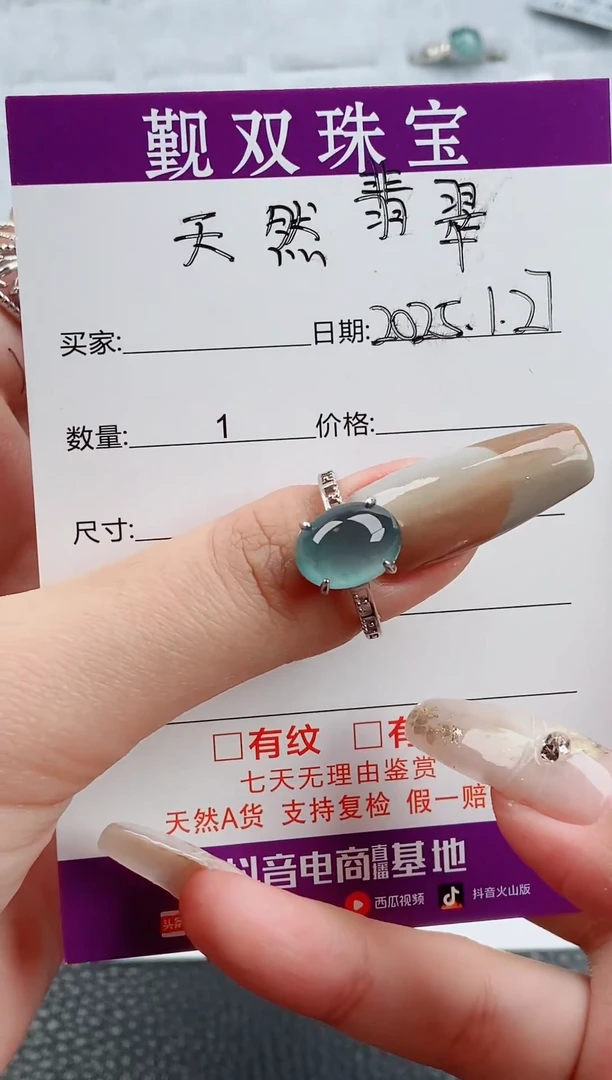 觐双珠宝
天然翡翠
买家: 日期:2025.1.27
数量: 1 价格:
尺寸:
□有纹 □有
七天无理由鉴赏
天然A货 支持复检 假一赔
抖音电商直播基地
头条 西瓜视频 抖音火山版